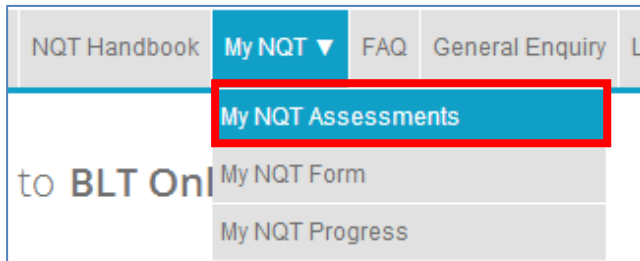 NQT Handbook My NQT ▼ FAQ General Enquiry L
My NQT Assessments
to BLT Onl My NQT Form
My NQT Progress